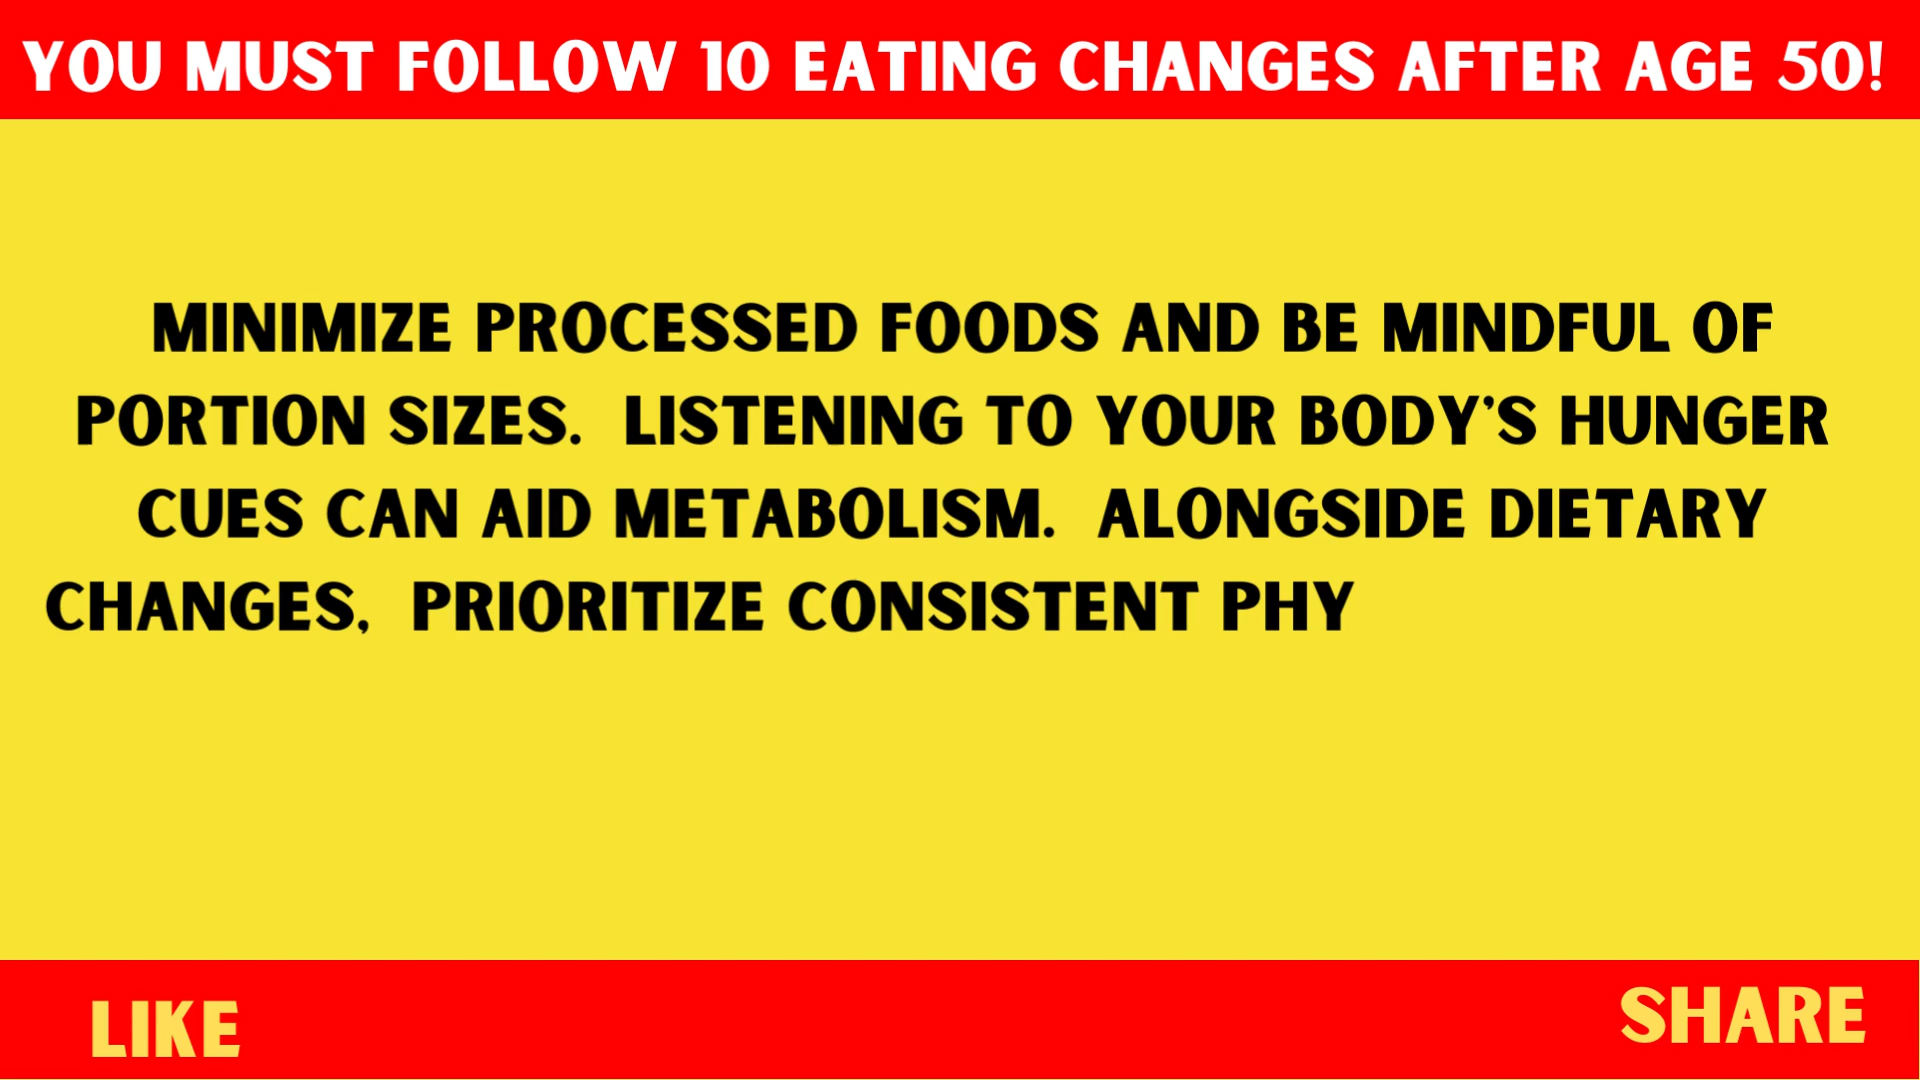 YOU MUST FOLLOW 10 EATING CHANGES AFTER AGE 50!
MINIMIZE PROCESSED FOODS AND BE MINDFUL OF
PORTION SIZES. LISTENING TO YOUR BODY'S HUNGER
CUES CAN AID METABOLISM. ALONGSIDE DIETARY
CHANGES, PRIORITIZE CONSISTENT PHY
LIKE
SHARE